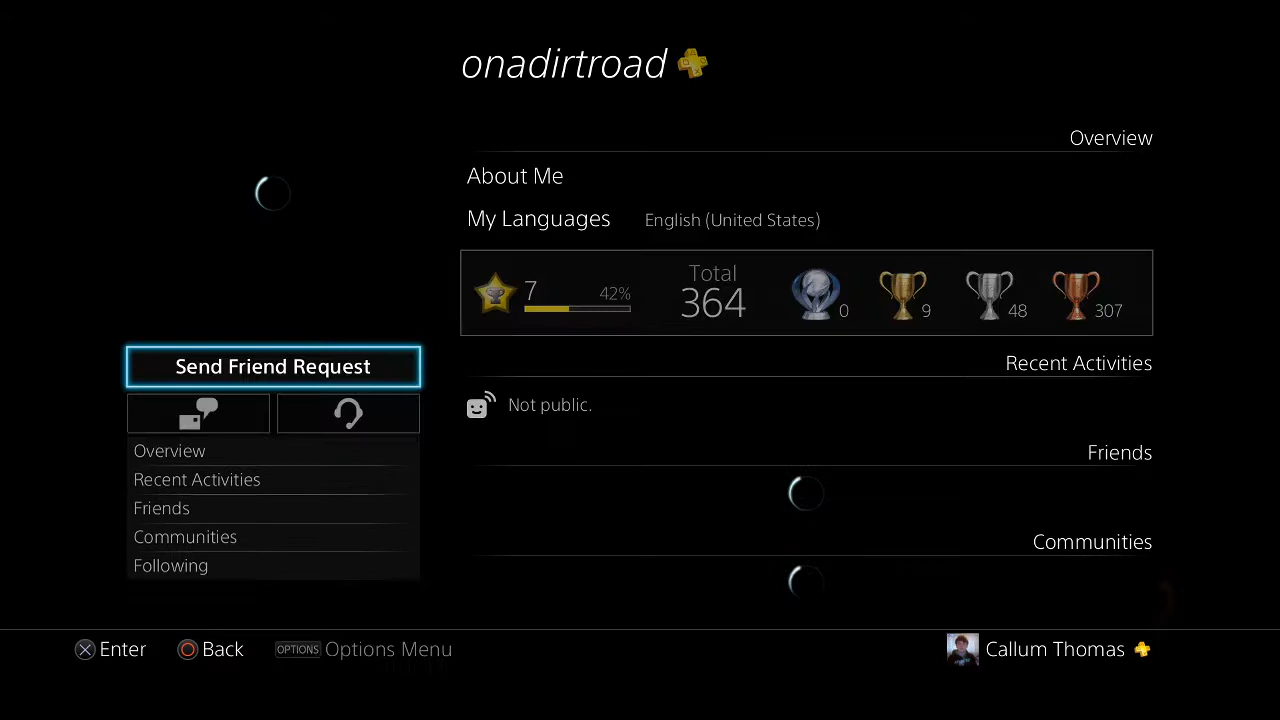 onadirtroad
Overview
About Me
My Languages English (United States)
7 42% Total 364 0 9 48 307
Send Friend Request
Recent Activities
Not public.
Overview
Recent Activities
Friends
Communities
Following
Friends
Communities
Enter Back OPTIONS Options Menu Callum Thomas